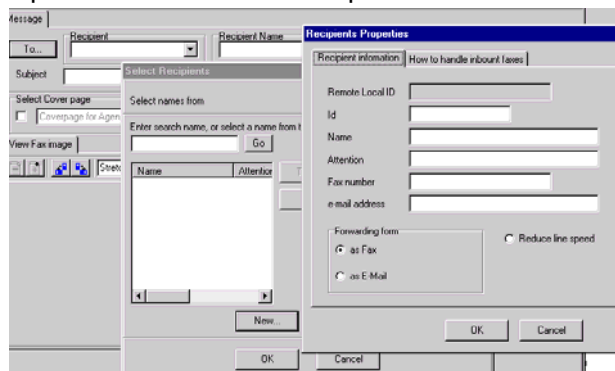 Message
To...
Recipient
Recipient Name
Subject
Select Cover page
Coverpage for Agen
View Fax image
Stretc
Select Recipients
Select names from
Enter search name, or select a name from t
Go
Name
Attention
T
New...
OK
Cancel
Recipients Properties
Recipient infomation
How to handle inbount faxes
Remote Local ID
Id
Name
Attention
Fax number
e-mail address
Forwarding form
as Fax
as E-Mail
Reduce line speed
OK
Cancel